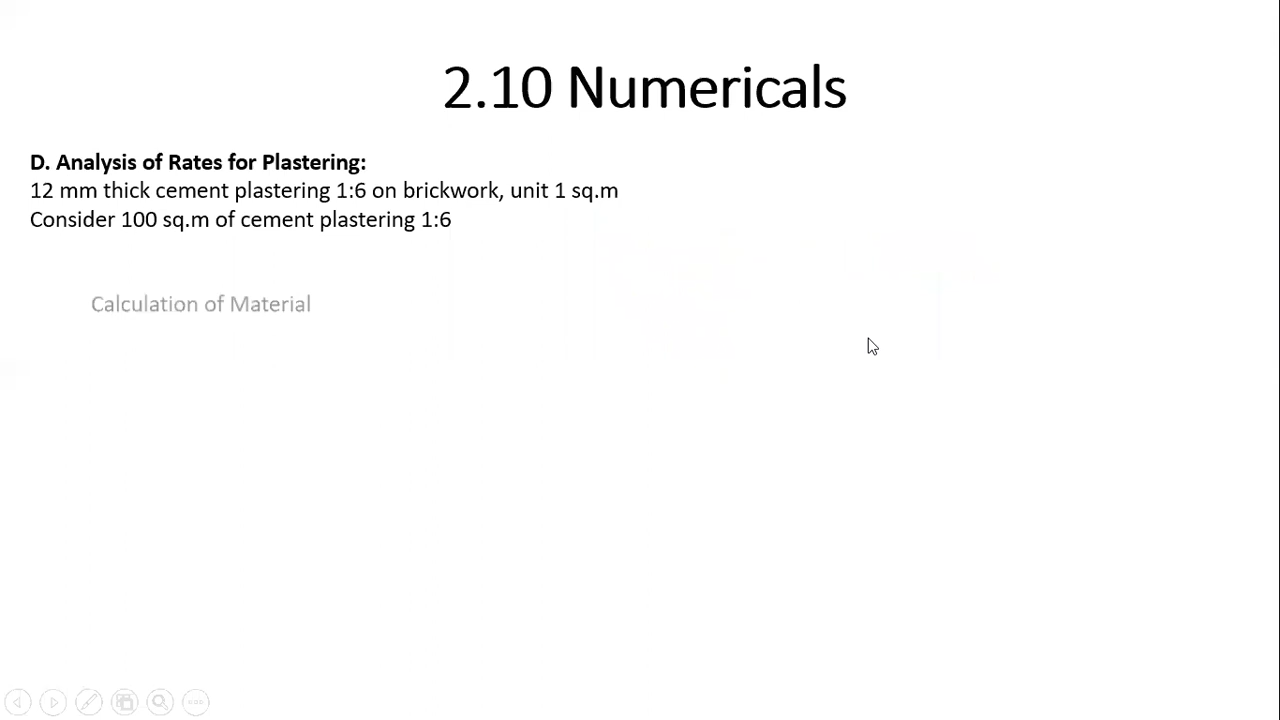 2.10 Numericals
D. Analysis of Rates for Plastering:
12 mm thick cement plastering 1:6 on brickwork, unit 1 sq.m
Consider 100 sq.m of cement plastering 1:6
Calculation of Material